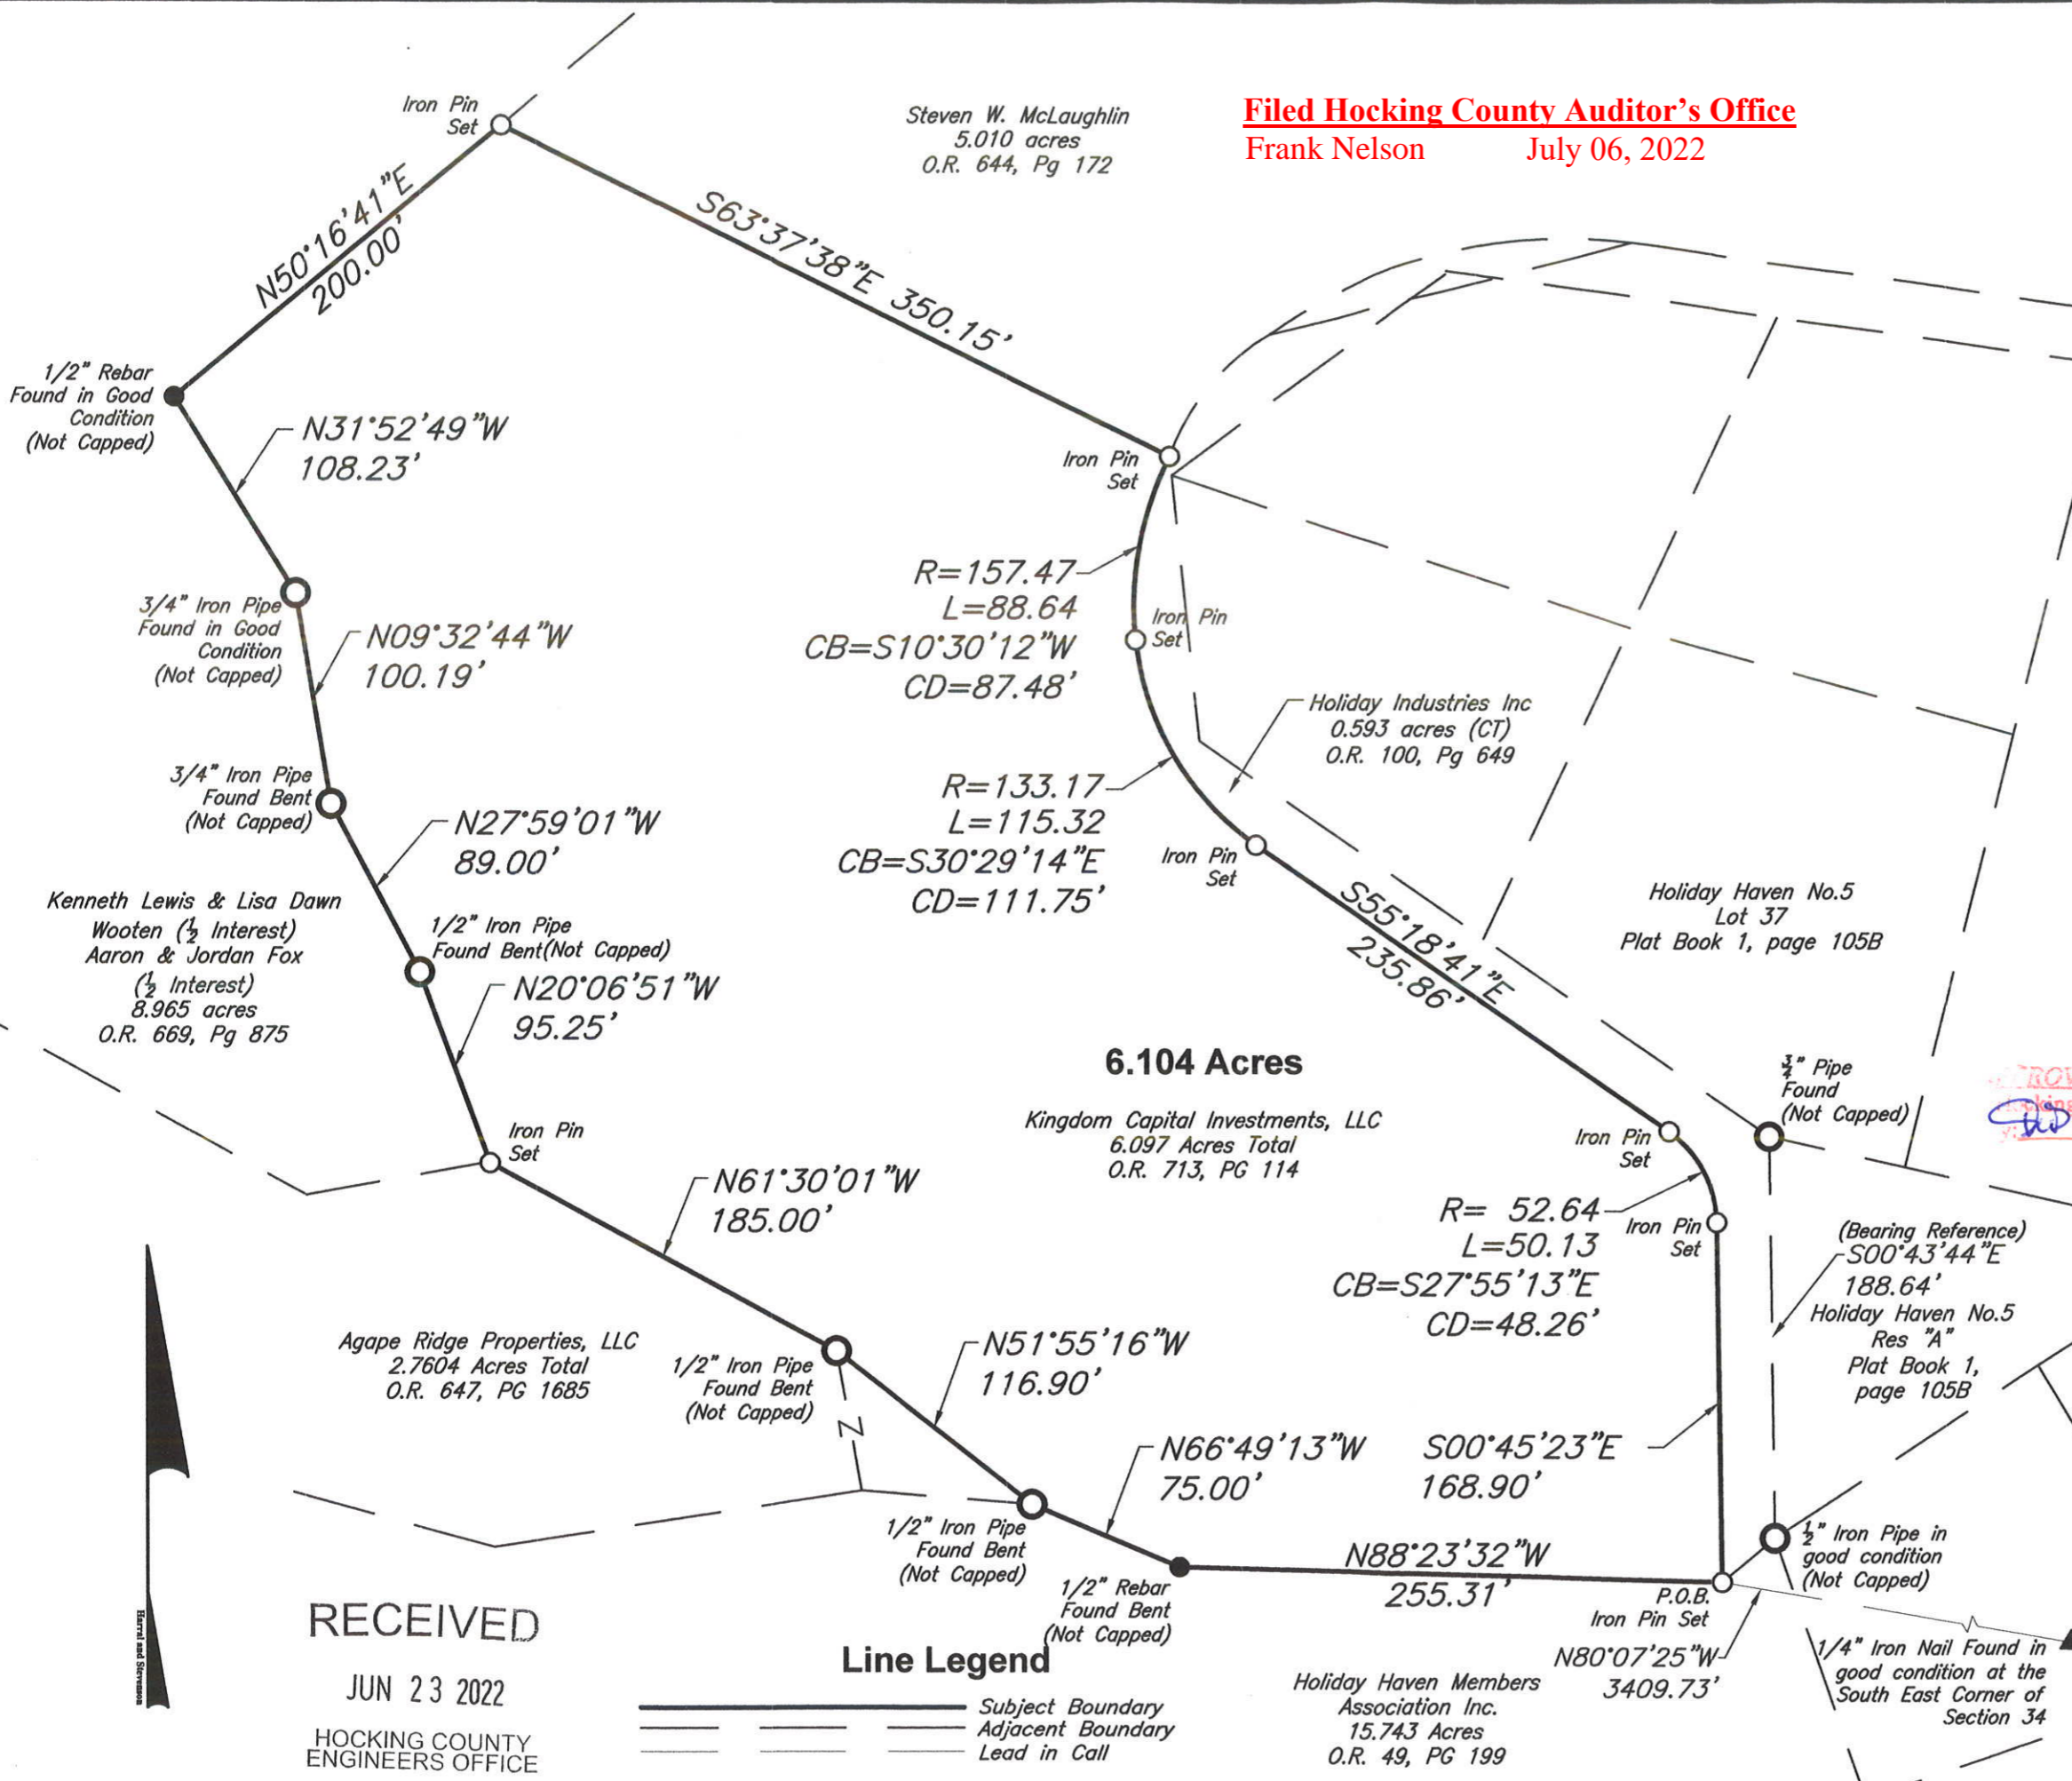 Filed Hocking County Auditor's Office
Frank Nelson July 06, 2022
Steven W. McLaughlin
5.010 acres
O.R. 644, Pg 172
Iron Pin
Set
N50°16'41"E
200.00'
S63°37'38"E 350.15'
1/2" Rebar
Found in Good
Condition
(Not Capped)
N31°52'49"W
108.23'
Iron Pin
Set
3/4" Iron Pipe
Found in Good
Condition
(Not Capped)
N09°32'44"W
100.19'
R=157.47
L=88.64
CB=S10°30'12"W
CD=87.48'
Iron Pin
Set
Holiday Industries Inc
0.593 acres (CT)
O.R. 100, Pg 649
3/4" Iron Pipe
Found Bent
(Not Capped)
N27°59'01"W
89.00'
R=133.17
L=115.32
CB=S30°29'14"E
CD=111.75'
Iron Pin
Set
Kenneth Lewis & Lisa Dawn
Wooten (½ Interest)
Aaron & Jordan Fox
(½ Interest)
8.965 acres
O.R. 669, Pg 875
1/2" Iron Pipe
Found Bent(Not Capped)
N20°06'51"W
95.25'
S55°18'41"E
235.86'
Holiday Haven No.5
Lot 37
Plat Book 1, page 105B
6.104 Acres
Kingdom Capital Investments, LLC
6.097 Acres Total
O.R. 713, PG 114
¾" Pipe
Found
(Not Capped)
Iron Pin
Set
Iron Pin
Set
N61°30'01"W
185.00'
R= 52.64
L=50.13
CB=S27°55'13"E
CD=48.26'
Iron Pin
Set
(Bearing Reference)
S00°43'44"E
188.64'
Holiday Haven No.5
Res "A"
Plat Book 1,
page 105B
Agape Ridge Properties, LLC
2.7604 Acres Total
O.R. 647, PG 1685
1/2" Iron Pipe
Found Bent
(Not Capped)
N51°55'16"W
116.90'
Z
N66°49'13"W
75.00'
S00°45'23"E
168.90'
1/2" Iron Pipe
Found Bent
(Not Capped)
N88°23'32"W
255.31'
½" Iron Pipe in
good condition
(Not Capped)
1/2" Rebar
Found Bent
(Not Capped)
P.O.B.
Iron Pin Set
N80°07'25"W
3409.73'
1/4" Iron Nail Found in
good condition at the
South East Corner of
Section 34
Harral and Stevenson
RECEIVED
JUN 23 2022
HOCKING COUNTY
ENGINEERS OFFICE
Line Legend
Subject Boundary
Adjacent Boundary
Lead in Call
Holiday Haven Members
Association Inc.
15.743 Acres
O.R. 49, PG 199